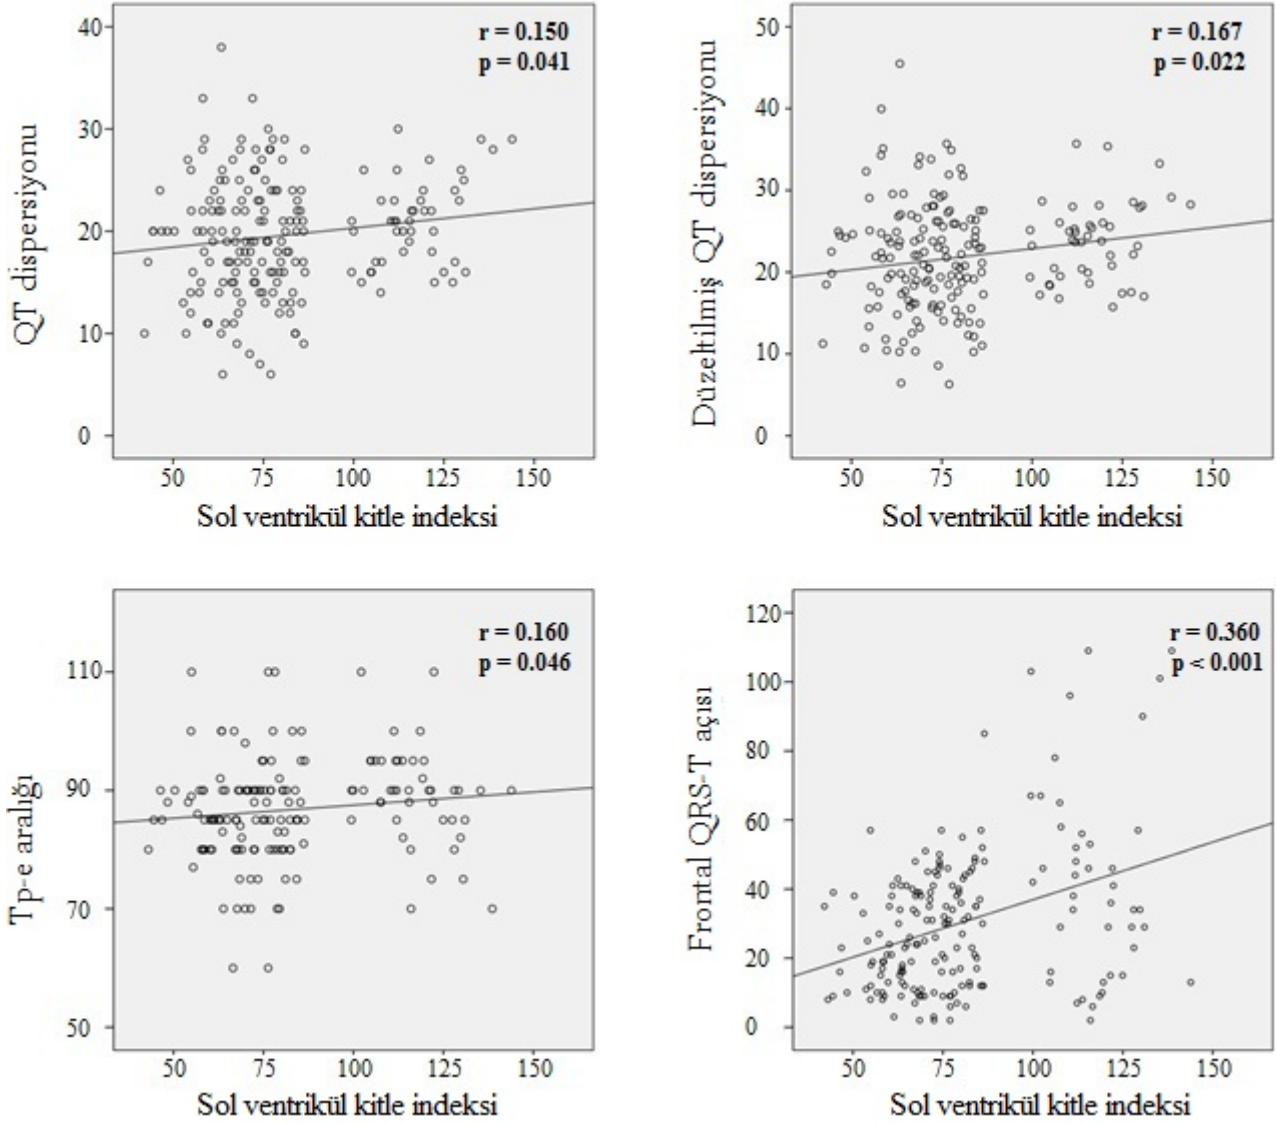 40
30
20
10
0
QT dispersiyonu
r = 0.150
p = 0.041
50 75 100 125 150
Sol ventrikül kitle indeksi
50
40
30
20
10
0
Düzeltilmiş QT dispersiyonu
r = 0.167
p = 0.022
50 75 100 125 150
Sol ventrikül kitle indeksi
110
90
70
50
Tp-e aralığı
r = 0.160
p = 0.046
50 75 100 125 150
Sol ventrikül kitle indeksi
120
100
80
60
40
20
0
Frontal QRS-T açısı
r = 0.360
p < 0.001
50 75 100 125 150
Sol ventrikül kitle indeksi